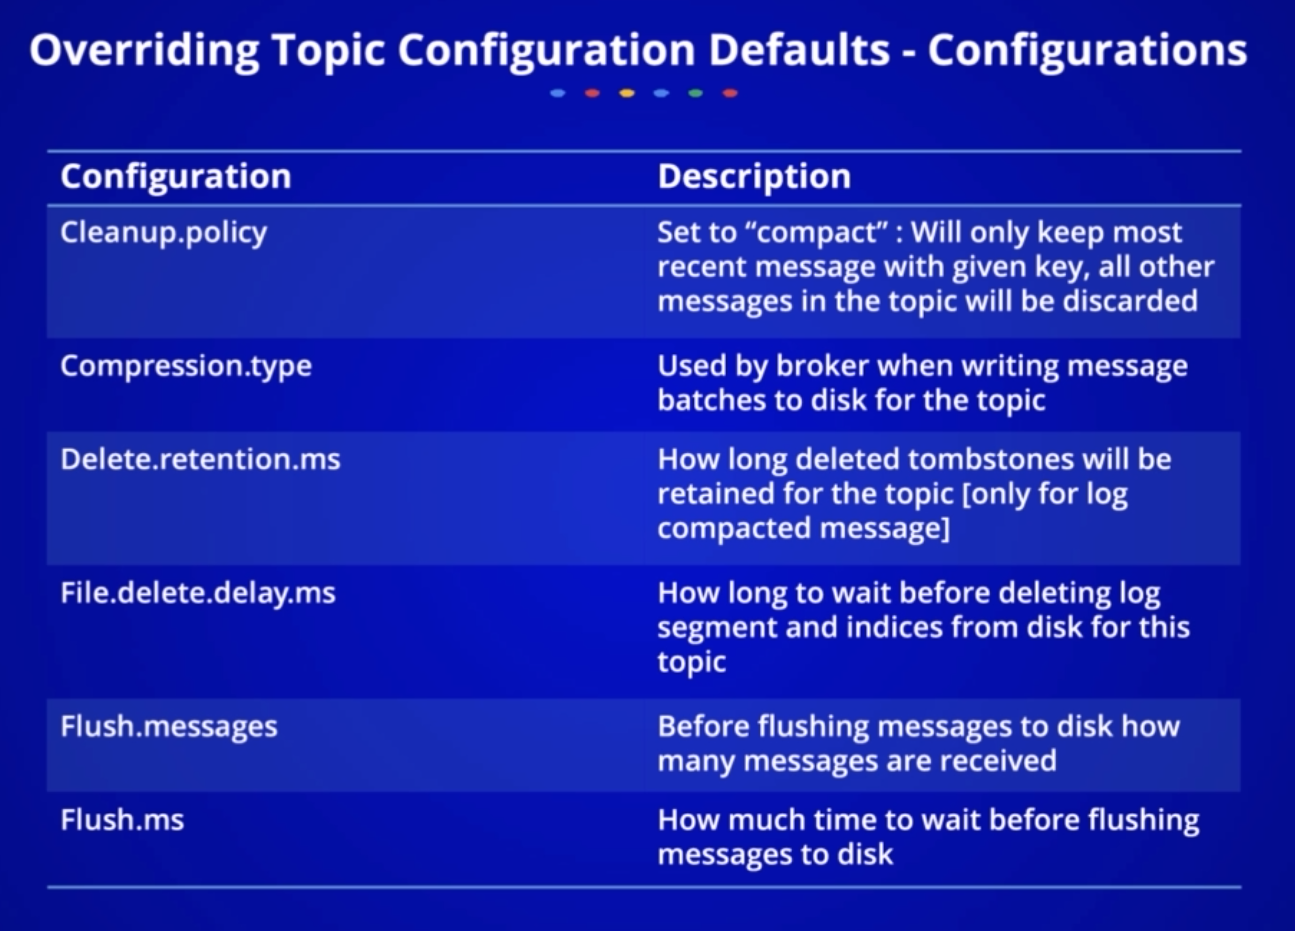 Overriding Topic Configuration Defaults - Configurations
Configuration
Description
Cleanup.policy
Set to “compact” : Will only keep most
recent message with given key, all other
messages in the topic will be discarded
Compression.type
Used by broker when writing message
batches to disk for the topic
Delete.retention.ms
How long deleted tombstones will be
retained for the topic [only for log
compacted message]
File.delete.delay.ms
How long to wait before deleting log
segment and indices from disk for this
topic
Flush.messages
Before flushing messages to disk how
many messages are received
Flush.ms
How much time to wait before flushing
messages to disk